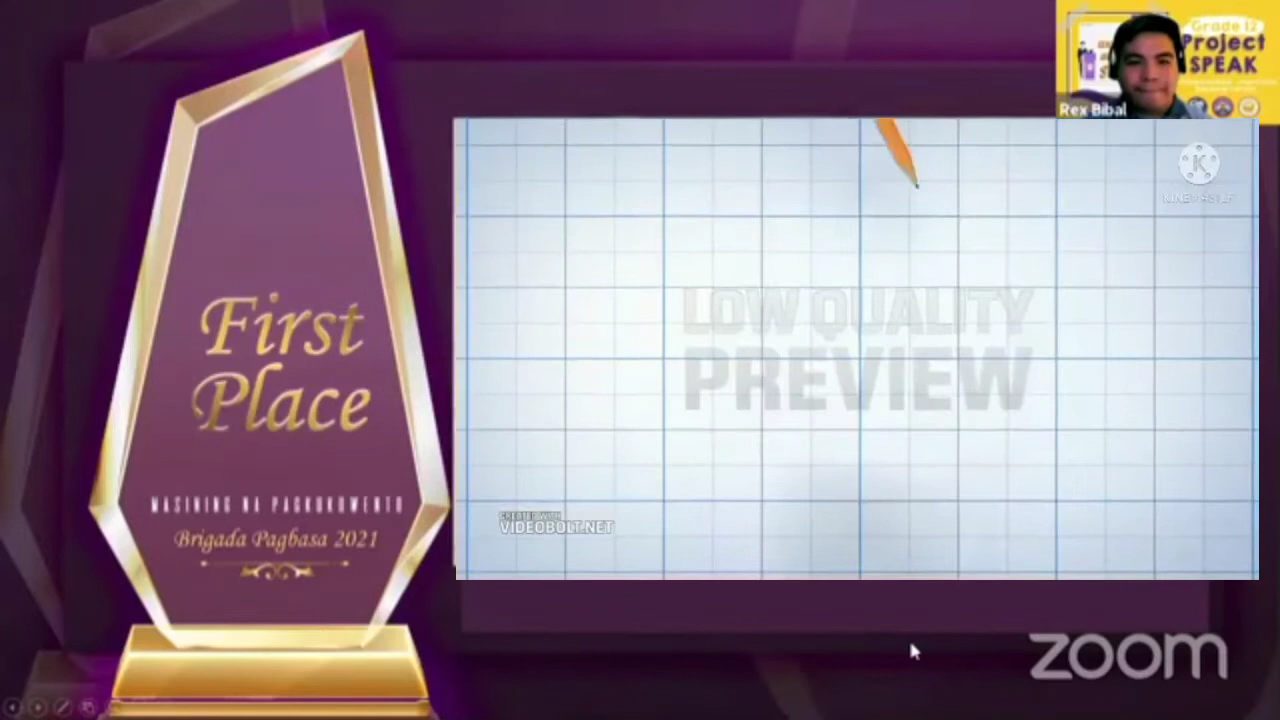 First
Place
MASINING NA PAGKUKUWENTO
Brigada Pagbasa 2021
LOW QUALITY
PREVIEW
CREATED WITH
VIDEOBOLT.NET
K
Grade 12
Project
SPEAK
Rex Bibal
zoom